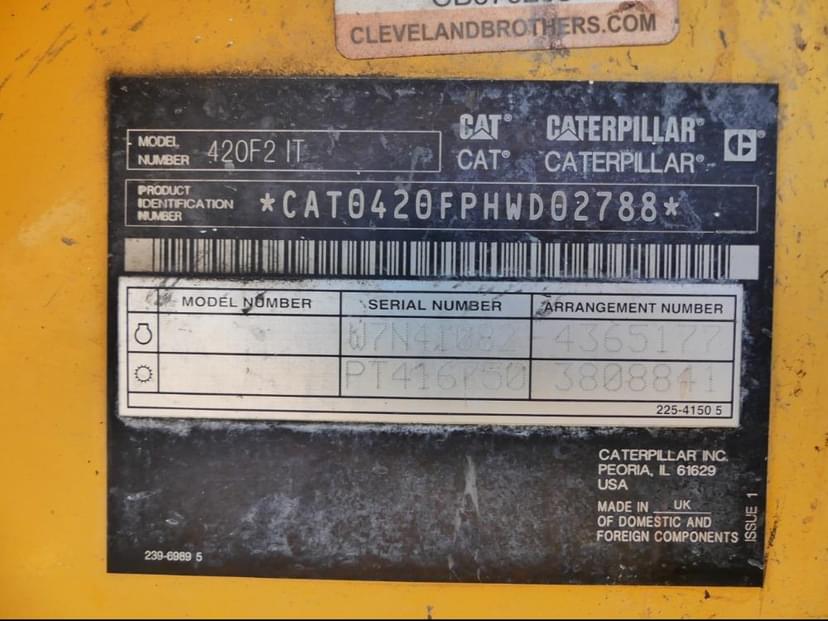 CLEVELANDBROTHERS.COM
CAT® CATERPILLAR®
MODEL NUMBER 420F2 IT
CAT® CATERPILLAR®
PRODUCT IDENTIFICATION NUMBER *CAT0420FPHWD02788*
MODEL NUMBER SERIAL NUMBER ARRANGEMENT NUMBER
W7N41082 4365177
PT416750 3808841
225-4150 5
CATERPILLAR INC.
PEORIA, IL 61629
USA
MADE IN UK
OF DOMESTIC AND
FOREIGN COMPONENTS
ISSUE 1
239-6989 5